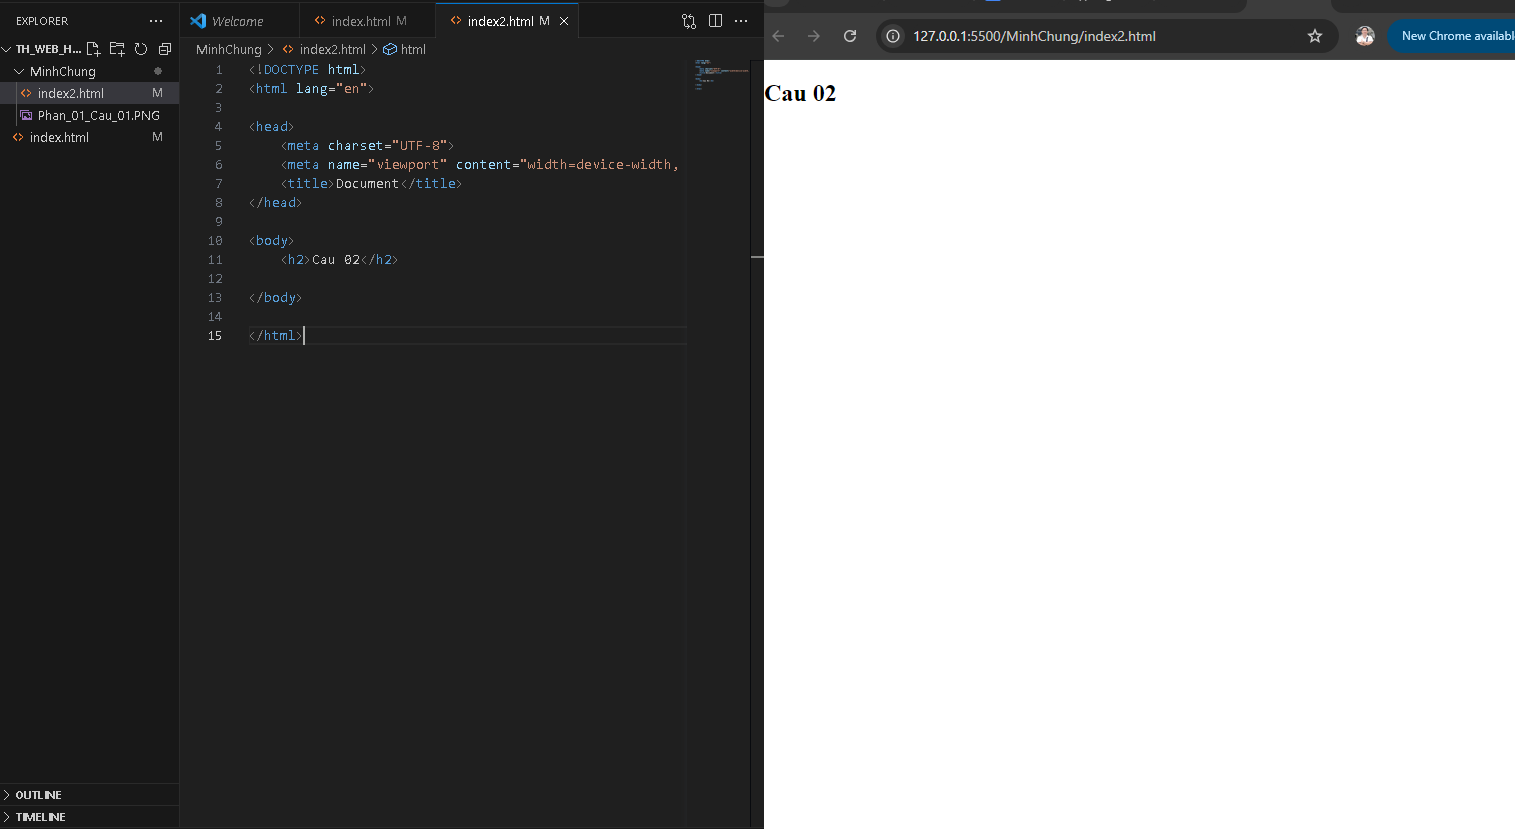 EXPLORER
TH_WEB_H...
MinhChung
index2.html M
Phan_01_Cau_01.PNG
index.html M
OUTLINE
TIMELINE
Welcome
index.html M
index2.html M
MinhChung > index2.html > html
1 <!DOCTYPE html>
2 <html lang="en">
3
4 <head>
5 <meta charset="UTF-8">
6 <meta name="viewport" content="width=device-width,
7 <title>Document</title>
8 </head>
9
10 <body>
11 <h2>Cau 02</h2>
12
13 </body>
14
15 </html>
127.0.0.1:5500/MinhChung/index2.html
New Chrome availabl
Cau 02